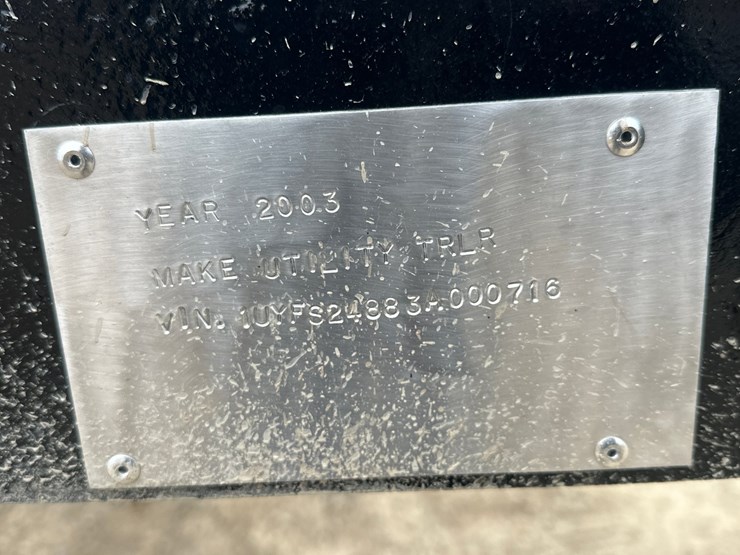 YEAR 2003
MAKE UTILITY TRLR
VIN. 1UYFS24883A000716